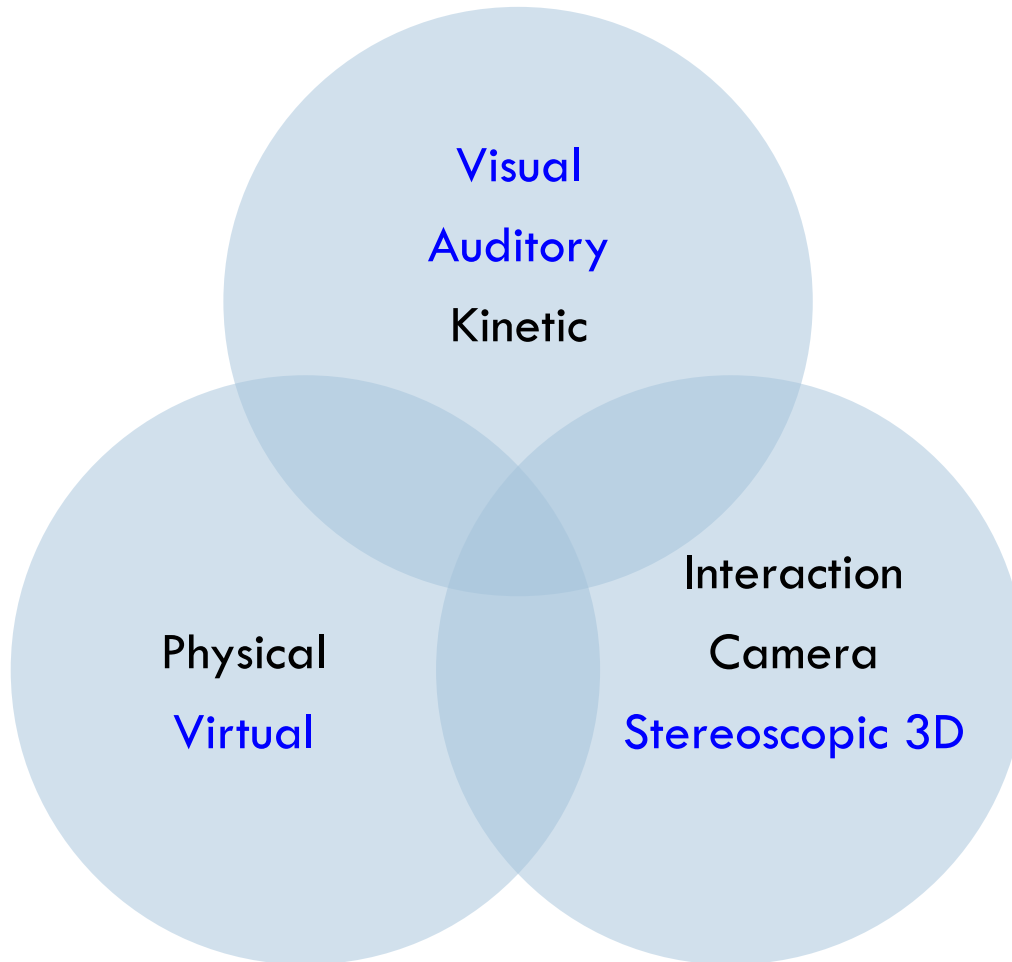 Visual
Auditory
Kinetic
Physical
Virtual
Interaction
Camera
Stereoscopic 3D